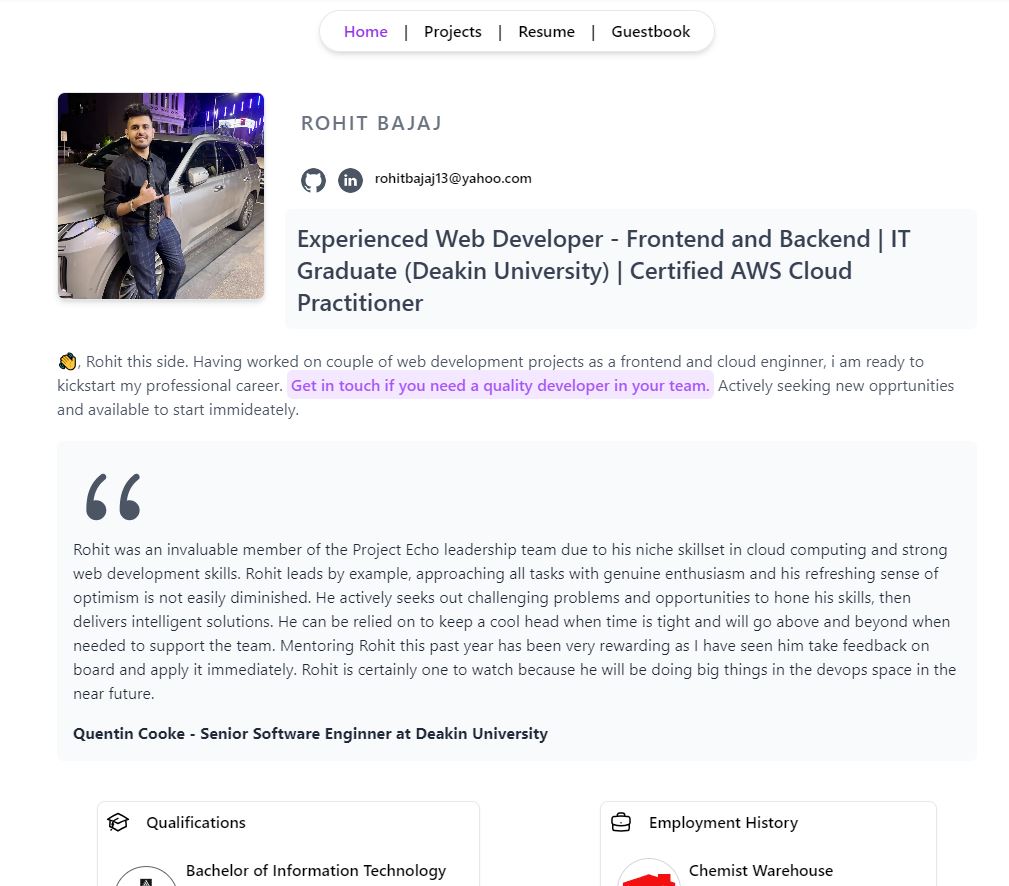 Home | Projects | Resume | Guestbook
ROHIT BAJAJ
rohitbajaj13@yahoo.com
Experienced Web Developer - Frontend and Backend | IT
Graduate (Deakin University) | Certified AWS Cloud
Practitioner
👋, Rohit this side. Having worked on couple of web development projects as a frontend and cloud enginner, i am ready to
kickstart my professional career. Get in touch if you need a quality developer in your team. Actively seeking new opprtunities
and available to start immideately.
“
Rohit was an invaluable member of the Project Echo leadership team due to his niche skillset in cloud computing and strong
web development skills. Rohit leads by example, approaching all tasks with genuine enthusiasm and his refreshing sense of
optimism is not easily diminished. He actively seeks out challenging problems and opportunities to hone his skills, then
delivers intelligent solutions. He can be relied on to keep a cool head when time is tight and will go above and beyond when
needed to support the team. Mentoring Rohit this past year has been very rewarding as I have seen him take feedback on
board and apply it immediately. Rohit is certainly one to watch because he will be doing big things in the devops space in the
near future.
Quentin Cooke - Senior Software Enginner at Deakin University
Qualifications
Bachelor of Information Technology
Employment History
Chemist Warehouse